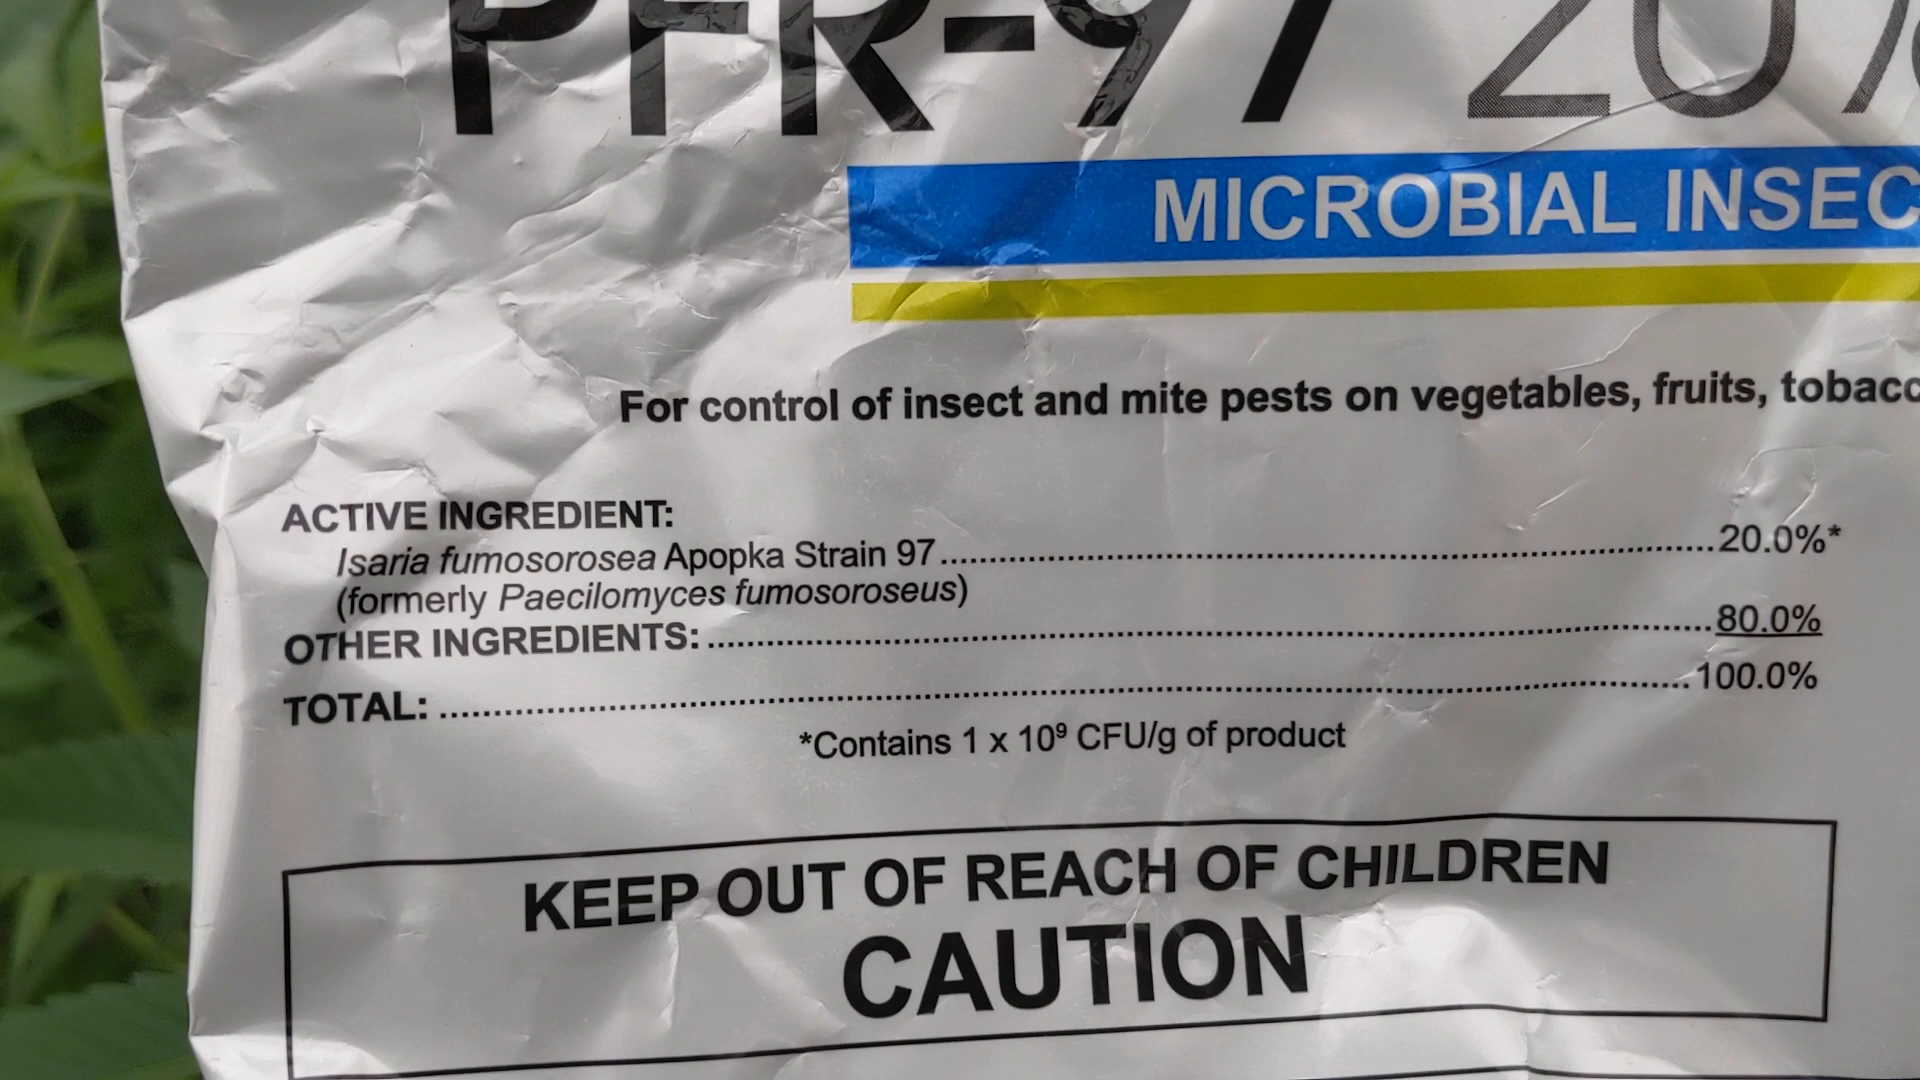 PFR-97 20%
MICROBIAL INSEC
For control of insect and mite pests on vegetables, fruits, tobacc
ACTIVE INGREDIENT:
Isaria fumosorosea Apopka Strain 97..........20.0%*
(formerly Paecilomyces fumosoroseus)
OTHER INGREDIENTS:..........80.0%
TOTAL:..........100.0%
*Contains 1 x 10⁹ CFU/g of product
KEEP OUT OF REACH OF CHILDREN
CAUTION